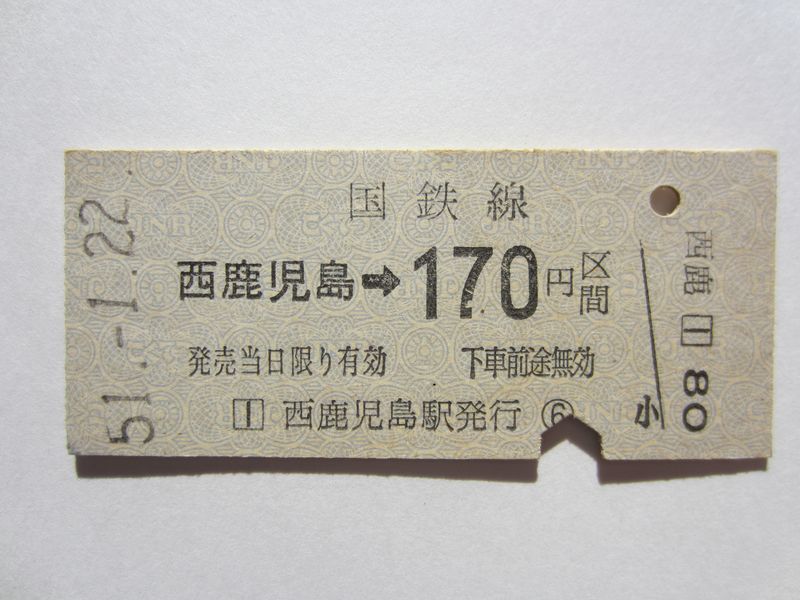 51.-1.22.
国鉄線
西鹿児島➡170円区間
発売当日限り有効 下車前途無効
Ⅰ 西鹿児島駅発行 ⑥
西鹿 Ⅰ 80
小
JNR